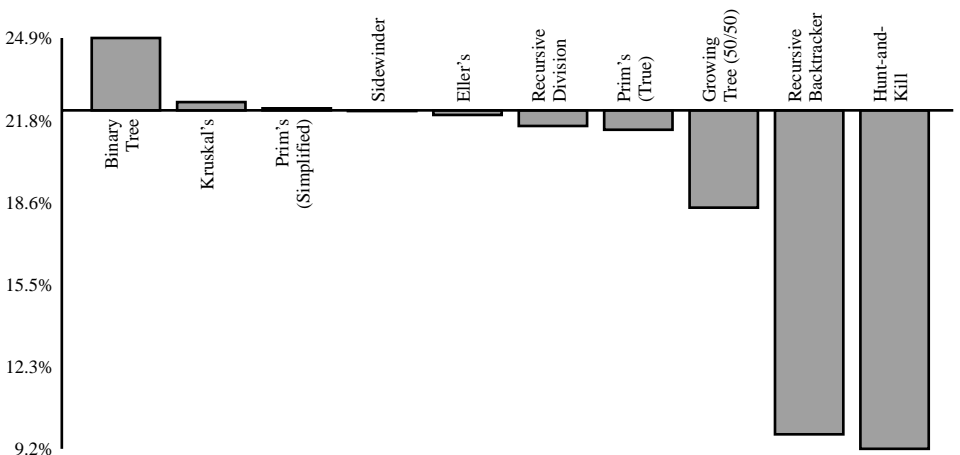 24.9%
21.8%
18.6%
15.5%
12.3%
9.2%
Binary
Tree
Kruskal's
Prim's
(Simplified)
Sidewinder
Eller's
Recursive
Division
Prim's
(True)
Growing
Tree (50/50)
Recursive
Backtracker
Hunt-and-
Kill